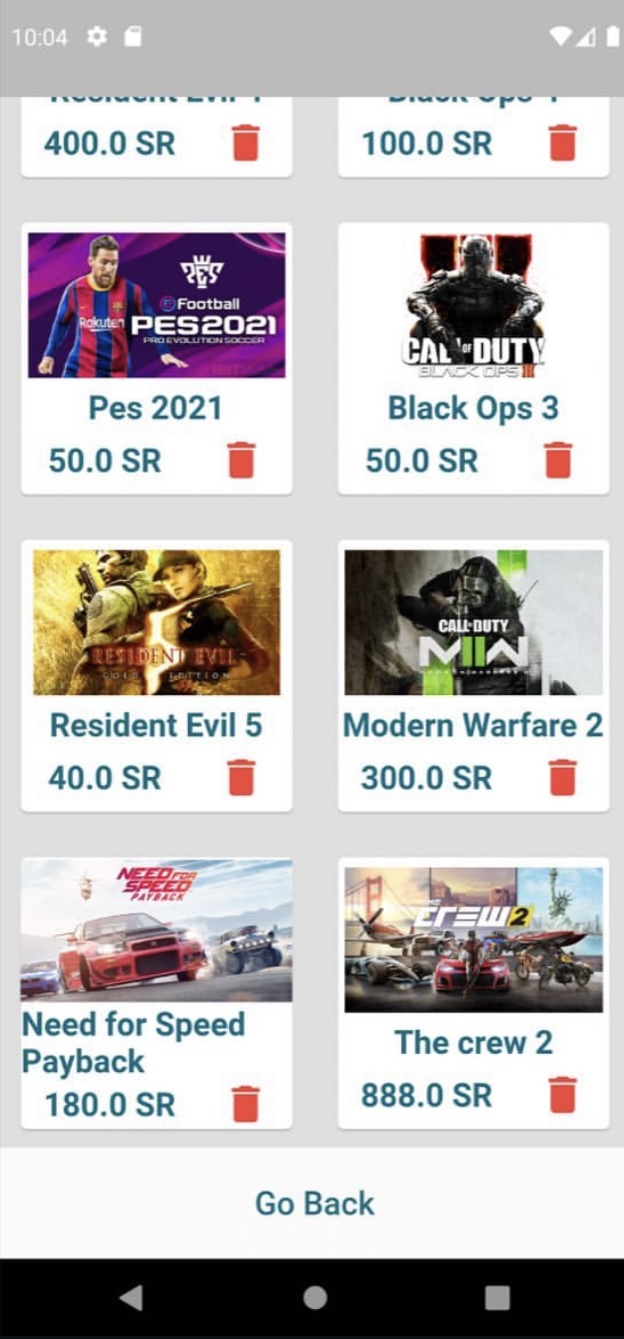 10:04
400.0 SR
100.0 SR
Rakuten
PES
eFootball
PES2021
PRO EVOLUTION SOCCER
Pes 2021
50.0 SR
CALL OF DUTY
BLACK OPS III
Black Ops 3
50.0 SR
RESIDENT EVIL
5
GOLD EDITION
Resident Evil 5
40.0 SR
CALL OF DUTY
MWII
Modern Warfare 2
300.0 SR
NEED FOR
SPEED
PAYBACK
Need for Speed
Payback
180.0 SR
THE
CREW 2
The crew 2
888.0 SR
Go Back